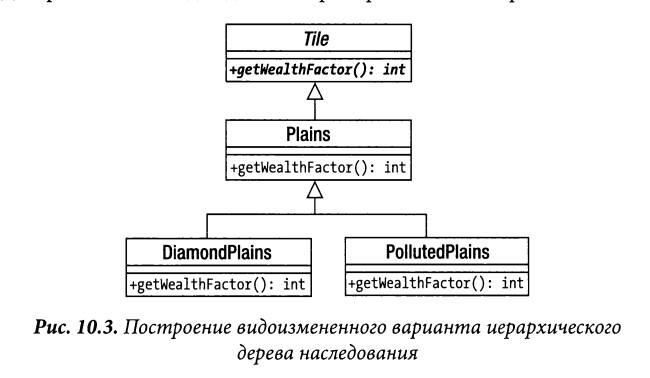 Tile
+getWealthFactor(): int
Plains
+getWealthFactor(): int
DiamondPlains
PollutedPlains
+getWealthFactor(): int
+getWealthFactor(): int
Рис. 10.3. Построение видоизмененного варианта иерархического
дерева наследования